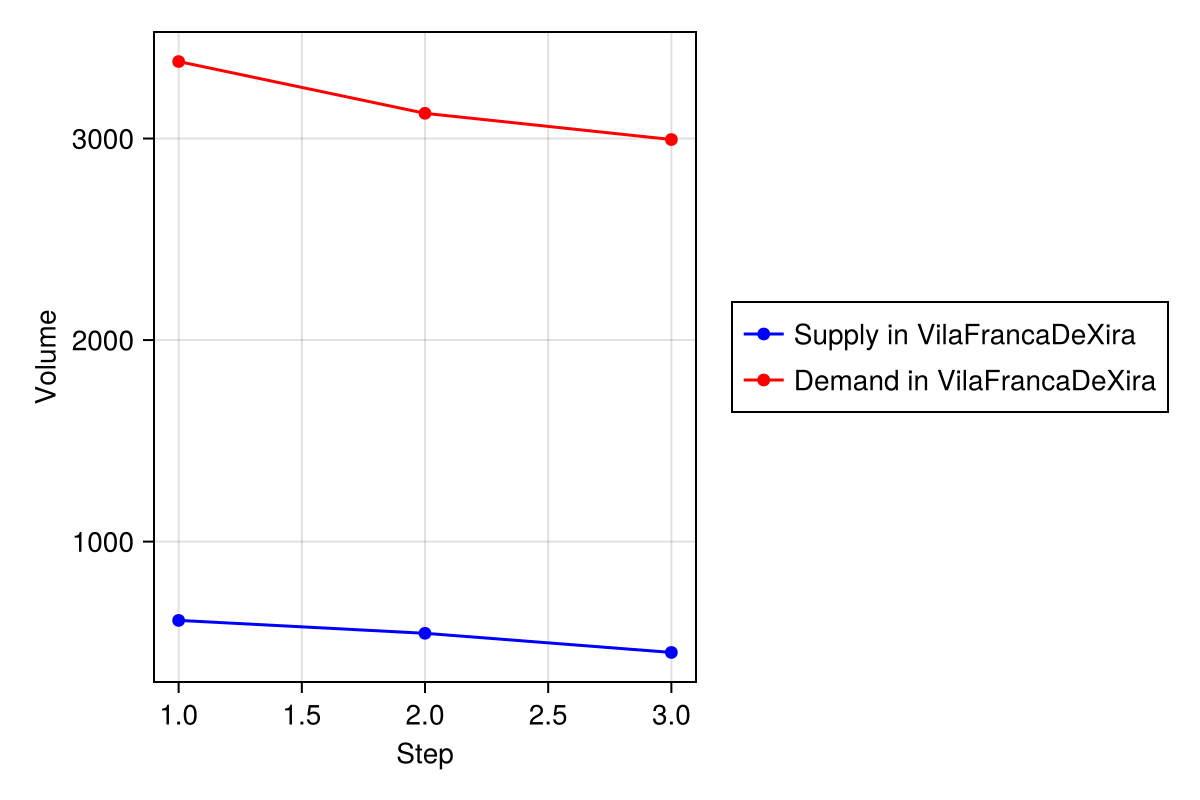 3000
2000
1000
Volume
1.0 1.5 2.0 2.5 3.0
Step
Supply in VilaFrancaDeXira
Demand in VilaFrancaDeXira